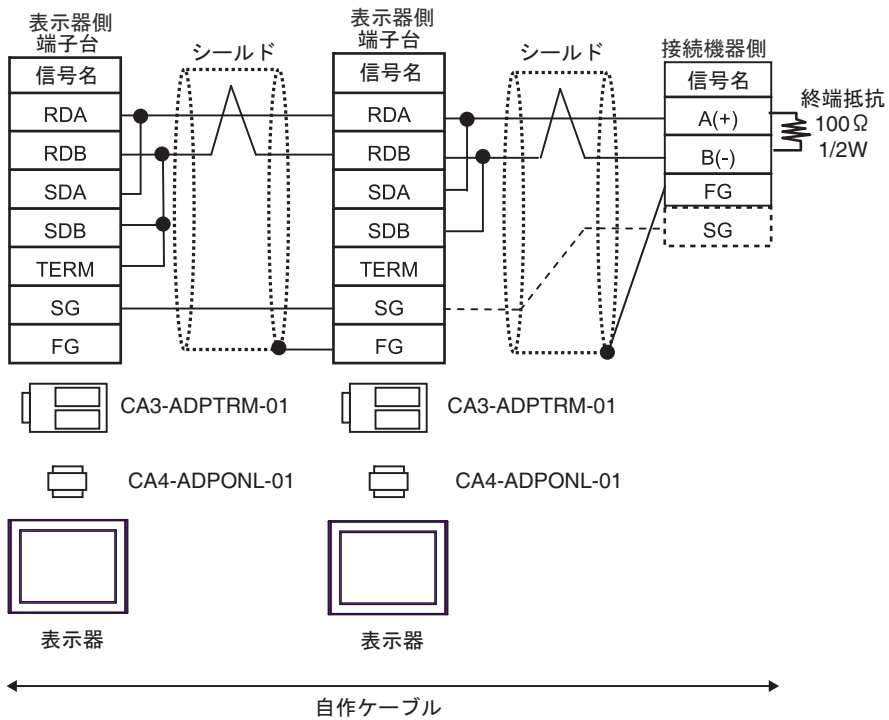 表示器側
端子台
信号名
RDA
RDB
SDA
SDB
TERM
SG
FG
シールド
表示器側
端子台
信号名
RDA
RDB
SDA
SDB
TERM
SG
FG
シールド
接続機器側
信号名
A(+)
B(-)
FG
SG
終端抵抗
100Ω
1/2W
CA3-ADPTRM-01
CA3-ADPTRM-01
CA4-ADPONL-01
CA4-ADPONL-01
表示器
表示器
自作ケーブル